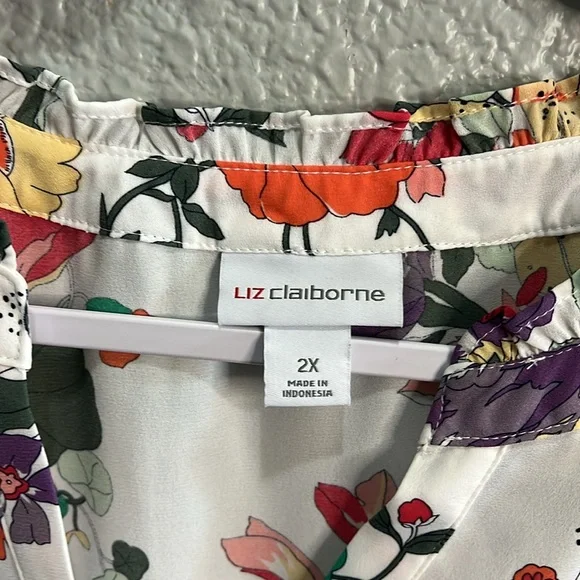 LIZ claiborne
2X
MADE IN
INDONESIA